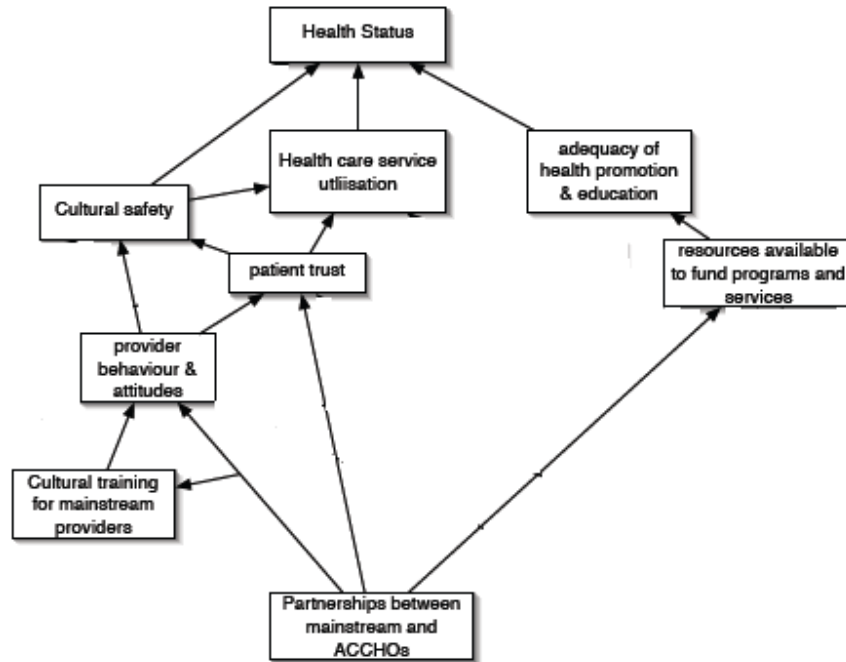 Health Status
Health care service
utliisation
adequacy of
health promotion
& education
Cultural safety
patient trust
resources available
to fund programs and
services
provider
behaviour &
attitudes
Cultural training
for mainstream
providers
Partnerships between
mainstream and
ACCHOs